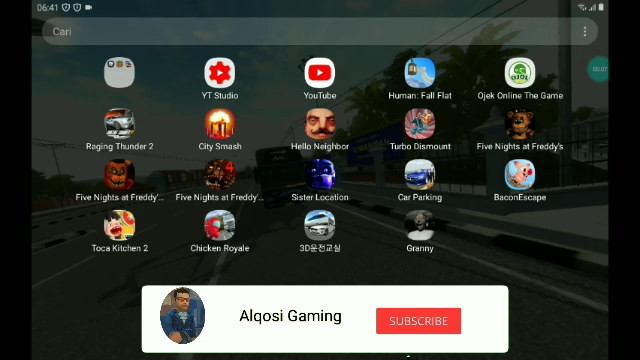 06:41
Cari
00:07
YT Studio
YouTube
Human: Fall Flat
Ojek Online The Game
Raging Thunder 2
City Smash
Hello Neighbor
Turbo Dismount
Five Nights at Freddy's
Five Nights at Freddy'...
Five Nights at Freddy'...
Sister Location
Car Parking
BaconEscape
Toca Kitchen 2
Chicken Royale
3D운전교실
Granny
Alqosi Gaming
SUBSCRIBE